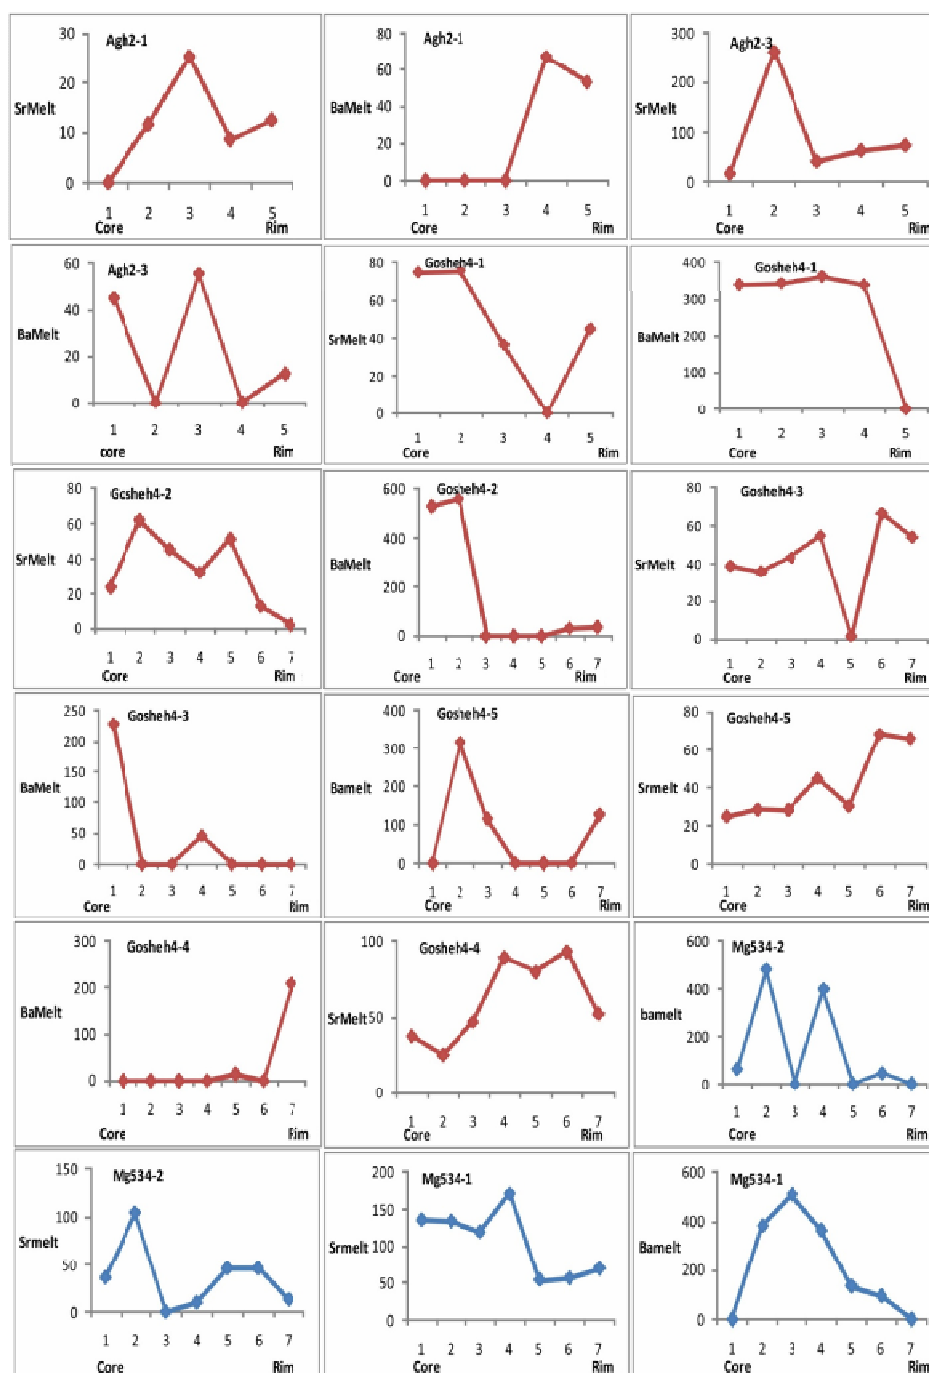 Agh2-1
SrMelt
30
20
10
0
1 2 3 4 5
Core Rim
Agh2-1
BaMelt
80
60
40
20
0
1 2 3 4 5
Core Rim
Agh2-3
SrMelt
300
200
100
0
1 2 3 4 5
Core Rim
Agh2-3
BaMelt
60
40
20
0
1 2 3 4 5
core Rim
Gosheh4-1
SrMelt
80
60
40
20
0
1 2 3 4 5
Core Rim
Gosheh4-1
BaMelt
400
300
200
100
0
1 2 3 4 5
Core Rim
Gcsheh4-2
SrMelt
80
60
40
20
0
1 2 3 4 5 6 7
Core Rim
Gosheh4-2
BaMelt
600
400
200
0
1 2 3 4 5 6 7
Core Rim
Gosheh4-3
SrMelt
80
60
40
20
0
1 2 3 4 5 6 7
Core Rim
Gosheh4-3
BaMelt
250
200
150
100
50
0
1 2 3 4 5 6 7
Core Rim
Gosheh4-5
Bamelt
400
300
200
100
0
1 2 3 4 5 6 7
Core Rim
Gosheh4-5
Srmelt
80
60
40
20
0
1 2 3 4 5 6 7
Core Rim
Gosheh4-4
BaMelt
300
200
100
0
1 2 3 4 5 6 7
Core Rim
Gosheh4-4
SrMelt
100
50
0
1 2 3 4 5 6 7
Core Rim
Mg534-2
bamelt
600
400
200
0
1 2 3 4 5 6 7
Core Rim
Mg534-2
Srmelt
150
100
50
0
1 2 3 4 5 6 7
Core Rim
Mg534-1
Srmelt
200
150
100
50
0
1 2 3 4 5 6 7
Core Rim
Mg534-1
Bamelt
600
400
200
0
1 2 3 4 5 6 7
Core Rim